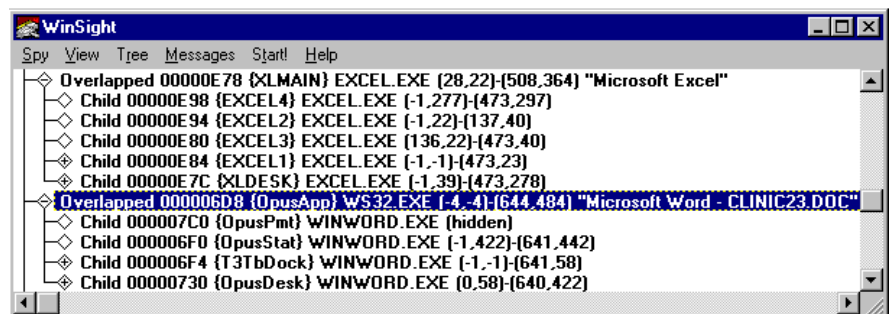 WinSight
Spy View Tree Messages Start! Help
Overlapped 00000E78 {XLMAIN} EXCEL.EXE (28,22)-(508,364) "Microsoft Excel"
Child 00000E98 {EXCEL4} EXCEL.EXE (-1,277)-(473,297)
Child 00000E94 {EXCEL2} EXCEL.EXE (-1,22)-(137,40)
Child 00000E80 {EXCEL3} EXCEL.EXE (136,22)-(473,40)
Child 00000E84 {EXCEL1} EXCEL.EXE (-1,-1)-(473,23)
Child 00000E7C {XLDESK} EXCEL.EXE (-1,39)-(473,278)
Overlapped 000006D8 {OpusApp} WS32.EXE (-4,-4)-(644,484) "Microsoft Word - CLINIC23.DOC"
Child 000007C0 {OpusPmt} WINWORD.EXE (hidden)
Child 000006F0 {OpusStat} WINWORD.EXE (-1,422)-(641,442)
Child 000006F4 {T3TbDock} WINWORD.EXE (-1,-1)-(641,58)
Child 00000730 {OpusDesk} WINWORD.EXE (0,58)-(640,422)